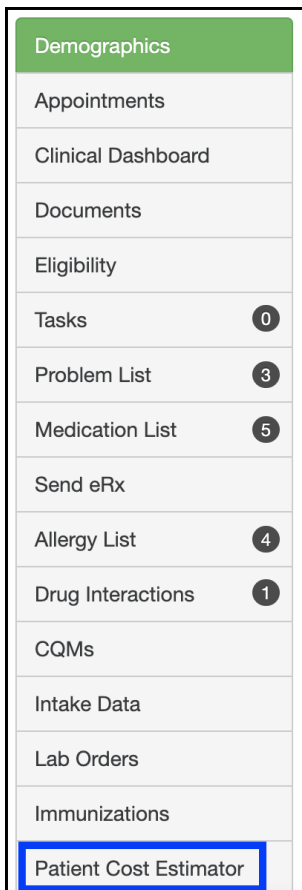 Demographics
Appointments
Clinical Dashboard
Documents
Eligibility
Tasks 0
Problem List 3
Medication List 5
Send eRx
Allergy List 4
Drug Interactions 1
CQMs
Intake Data
Lab Orders
Immunizations
Patient Cost Estimator